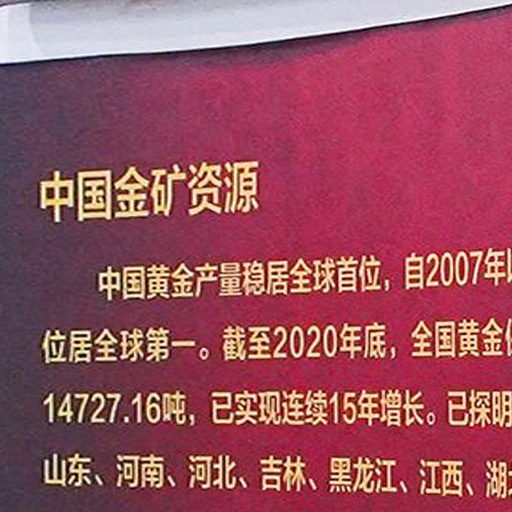 中国金矿资源
中国黄金产量稳居全球首位，自2007年
位居全球第一。截至2020年底，全国黄金
14727.16吨，已实现连续15年增长。已探明
山东、河南、河北、吉林、黑龙江、江西、湖